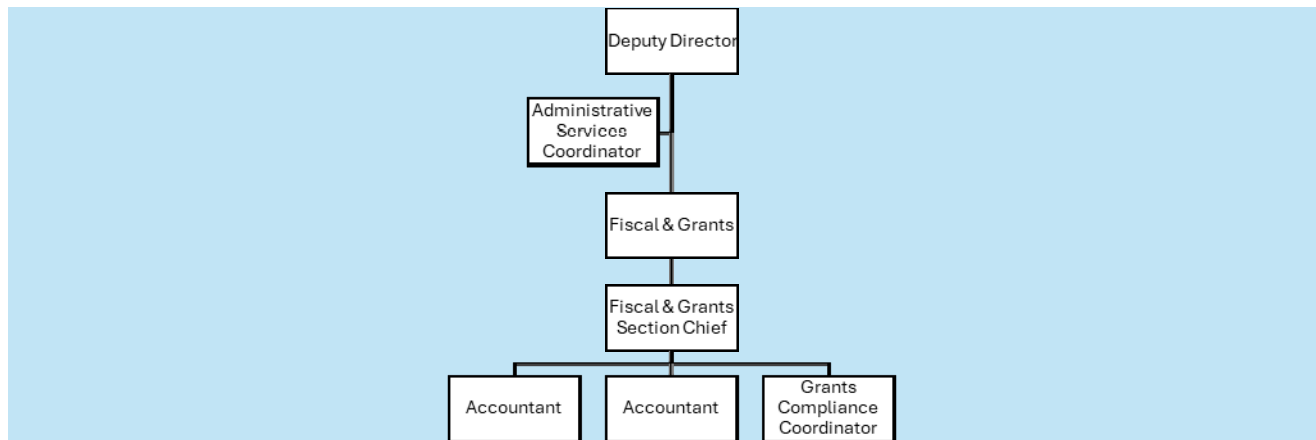 Deputy Director
Administrative
Services
Coordinator
Fiscal & Grants
Fiscal & Grants
Section Chief
Accountant
Accountant
Grants
Compliance
Coordinator